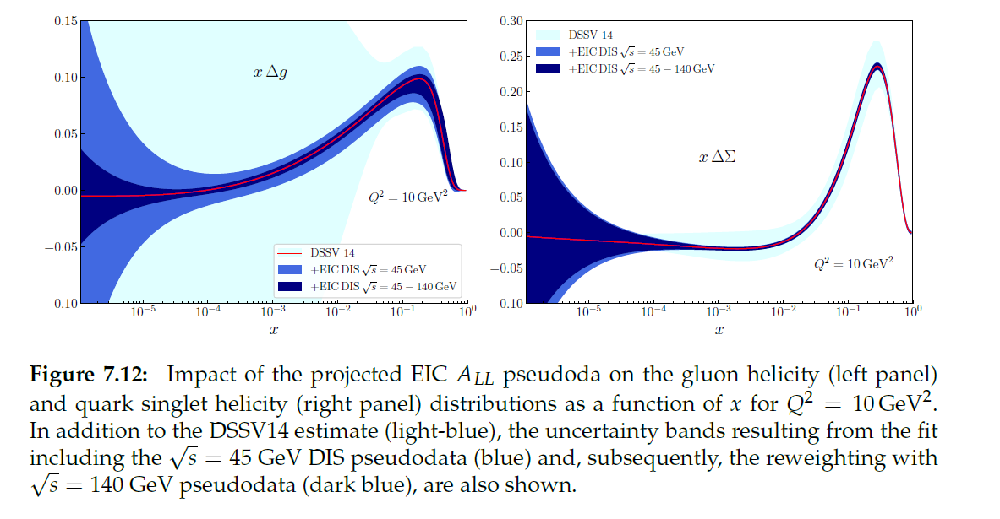 0.15
0.10
0.05
0.00
−0.05
−0.10
x Δg
Q² = 10 GeV²
DSSV 14
+EIC DIS √s = 45 GeV
+EIC DIS √s = 45 − 140 GeV
10⁻⁵ 10⁻⁴ 10⁻³ 10⁻² 10⁻¹ 10⁰
x
0.30
0.25
0.20
0.15
0.10
0.05
0.00
−0.05
−0.10
DSSV 14
+EIC DIS √s = 45 GeV
+EIC DIS √s = 45 − 140 GeV
x ΔΣ
Q² = 10 GeV²
10⁻⁵ 10⁻⁴ 10⁻³ 10⁻² 10⁻¹ 10⁰
x
Figure 7.12: Impact of the projected EIC A_LL pseudoda on the gluon helicity (left panel)
and quark singlet helicity (right panel) distributions as a function of x for Q² = 10 GeV².
In addition to the DSSV14 estimate (light-blue), the uncertainty bands resulting from the fit
including the √s = 45 GeV DIS pseudodata (blue) and, subsequently, the reweighting with
√s = 140 GeV pseudodata (dark blue), are also shown.